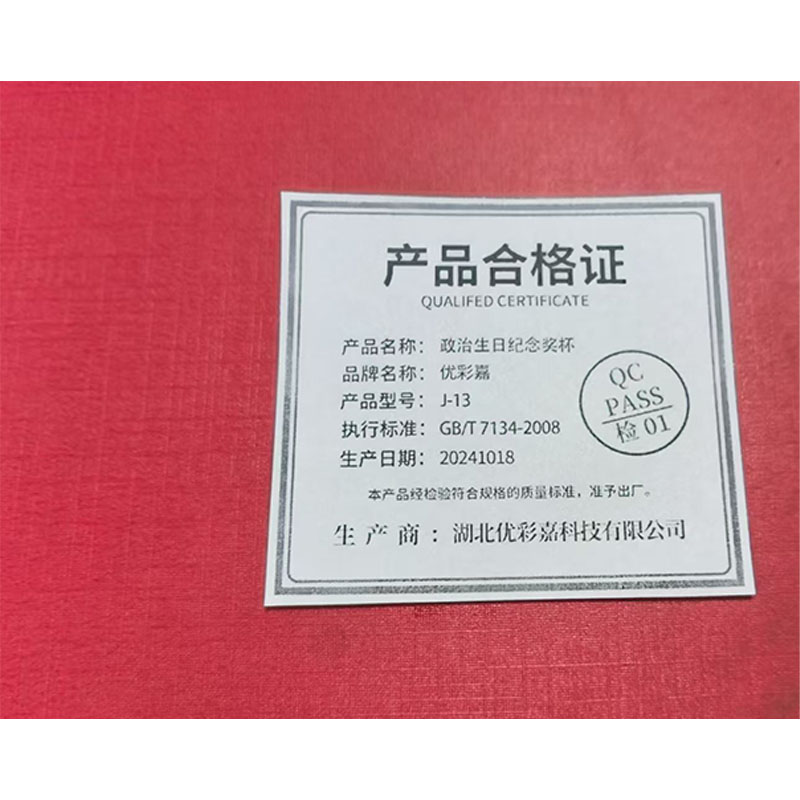 产品合格证
QUALIFED CERTIFICATE
产品名称：政治生日纪念奖杯
品牌名称：优彩嘉
产品型号：J-13
执行标准：GB/T 7134-2008
生产日期：20241018
QC
PASS
检 01
本产品经检验符合规格的质量标准，准予出厂。
生产商：湖北优彩嘉科技有限公司